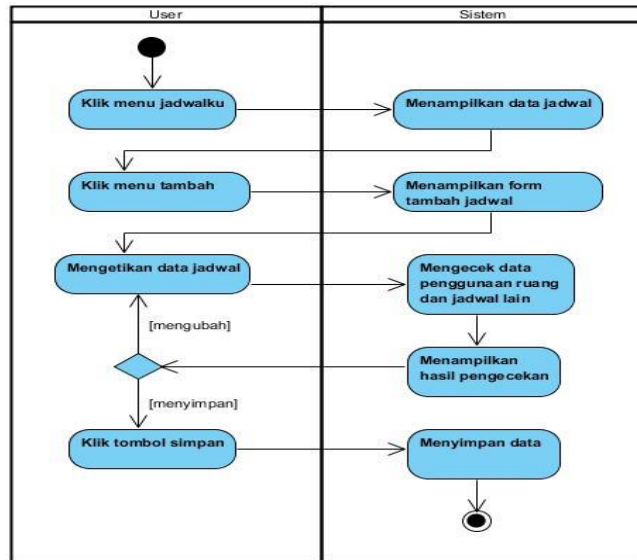 User
Sistem
Klik menu jadwalku
Menampilkan data jadwal
Klik menu tambah
Menampilkan form
tambah jadwal
Mengetikan data jadwal
Mengecek data
penggunaan ruang
dan jadwal lain
[mengubah]
Menampilkan
hasil pengecekan
[menyimpan]
Klik tombol simpan
Menyimpan data